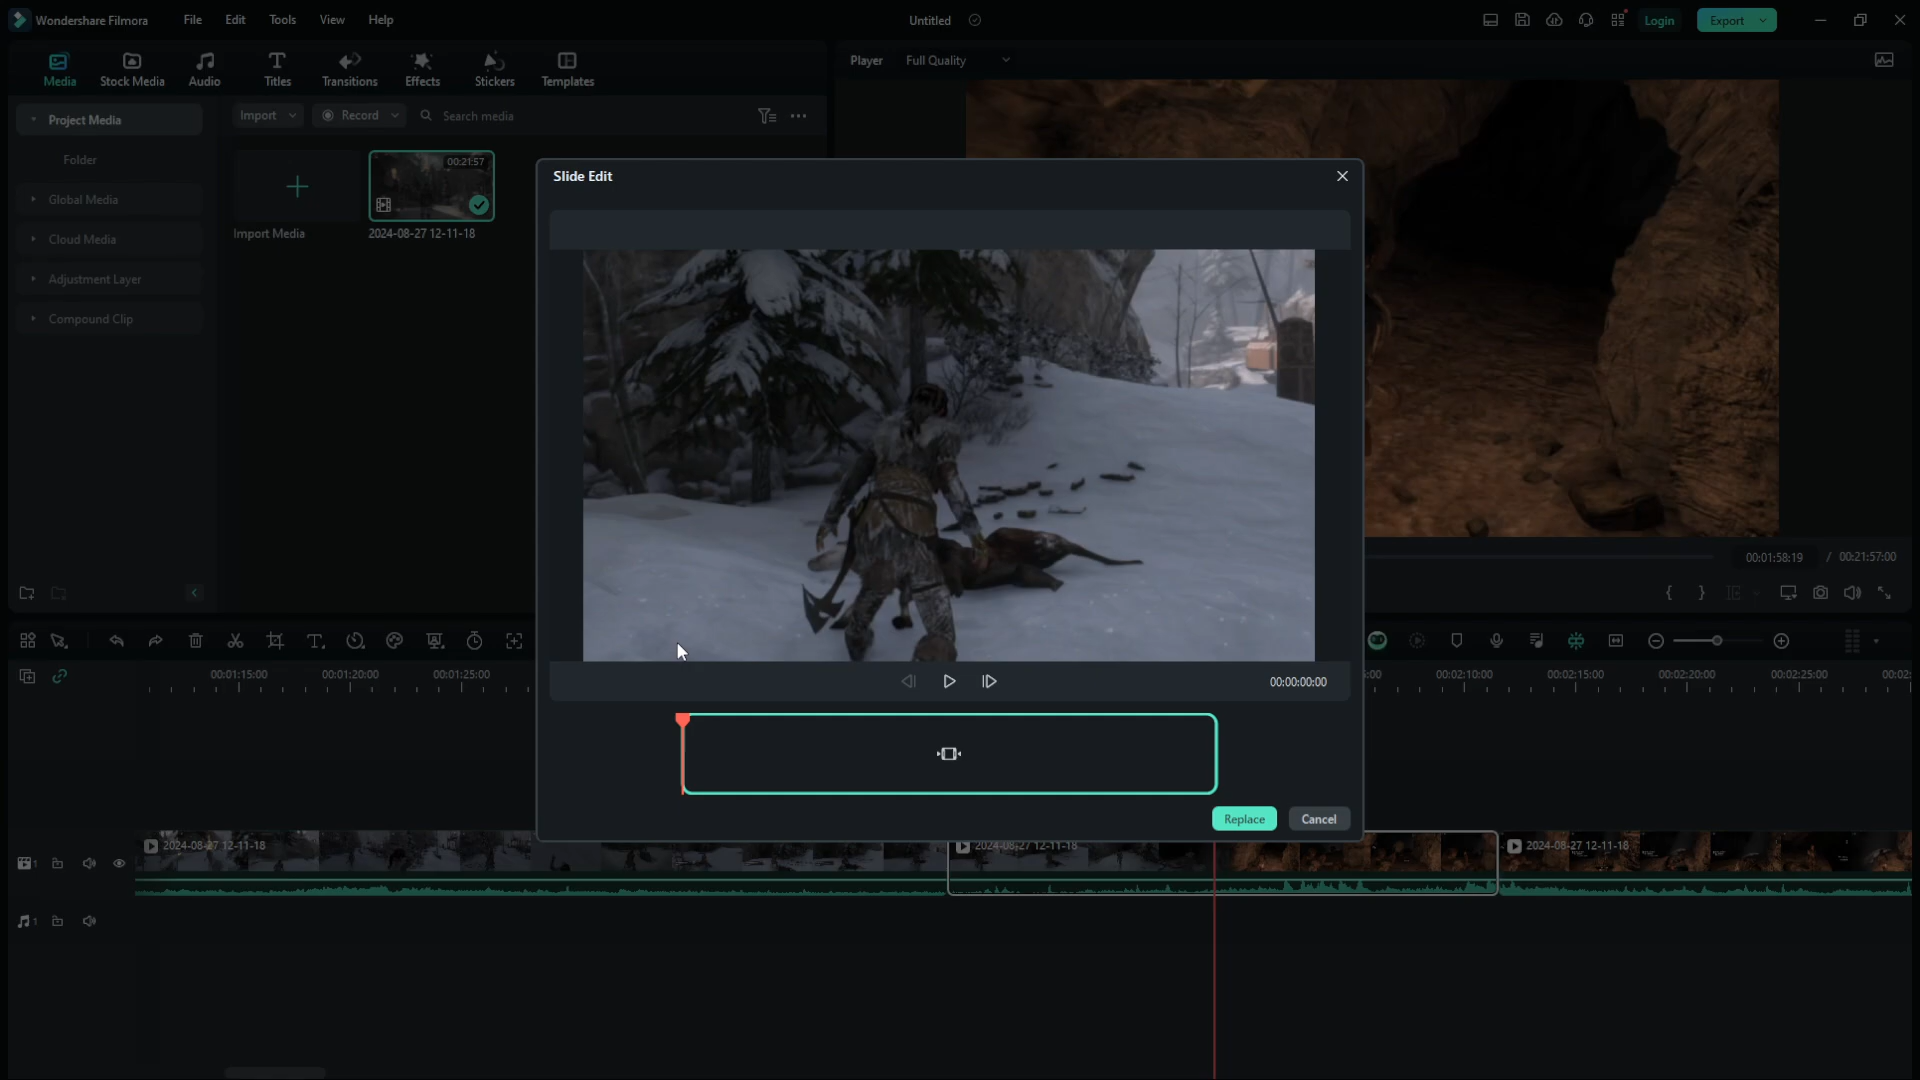 Wondershare Filmora
File
Edit
Tools
View
Help
Untitled
Login
Export
Media
Stock Media
Audio
Titles
Transitions
Effects
Stickers
Templates
Player
Full Quality
Project Media
Folder
Global Media
Cloud Media
Adjustment Layer
Compound Clip
Import
Record
Search media
00:21:57
Import Media
2024-08-27 12-11-18
Slide Edit
00:00:00:00
Replace
Cancel
00:01:58:19 / 00:21:57:00
00:01:15:00
00:01:20:00
00:01:25:00
00:02:10:00
00:02:15:00
00:02:20:00
00:02:25:00
2024-08-27 12-11-18
2024-08-27 12-11-18
2024-08-27 12-11-18
1
1